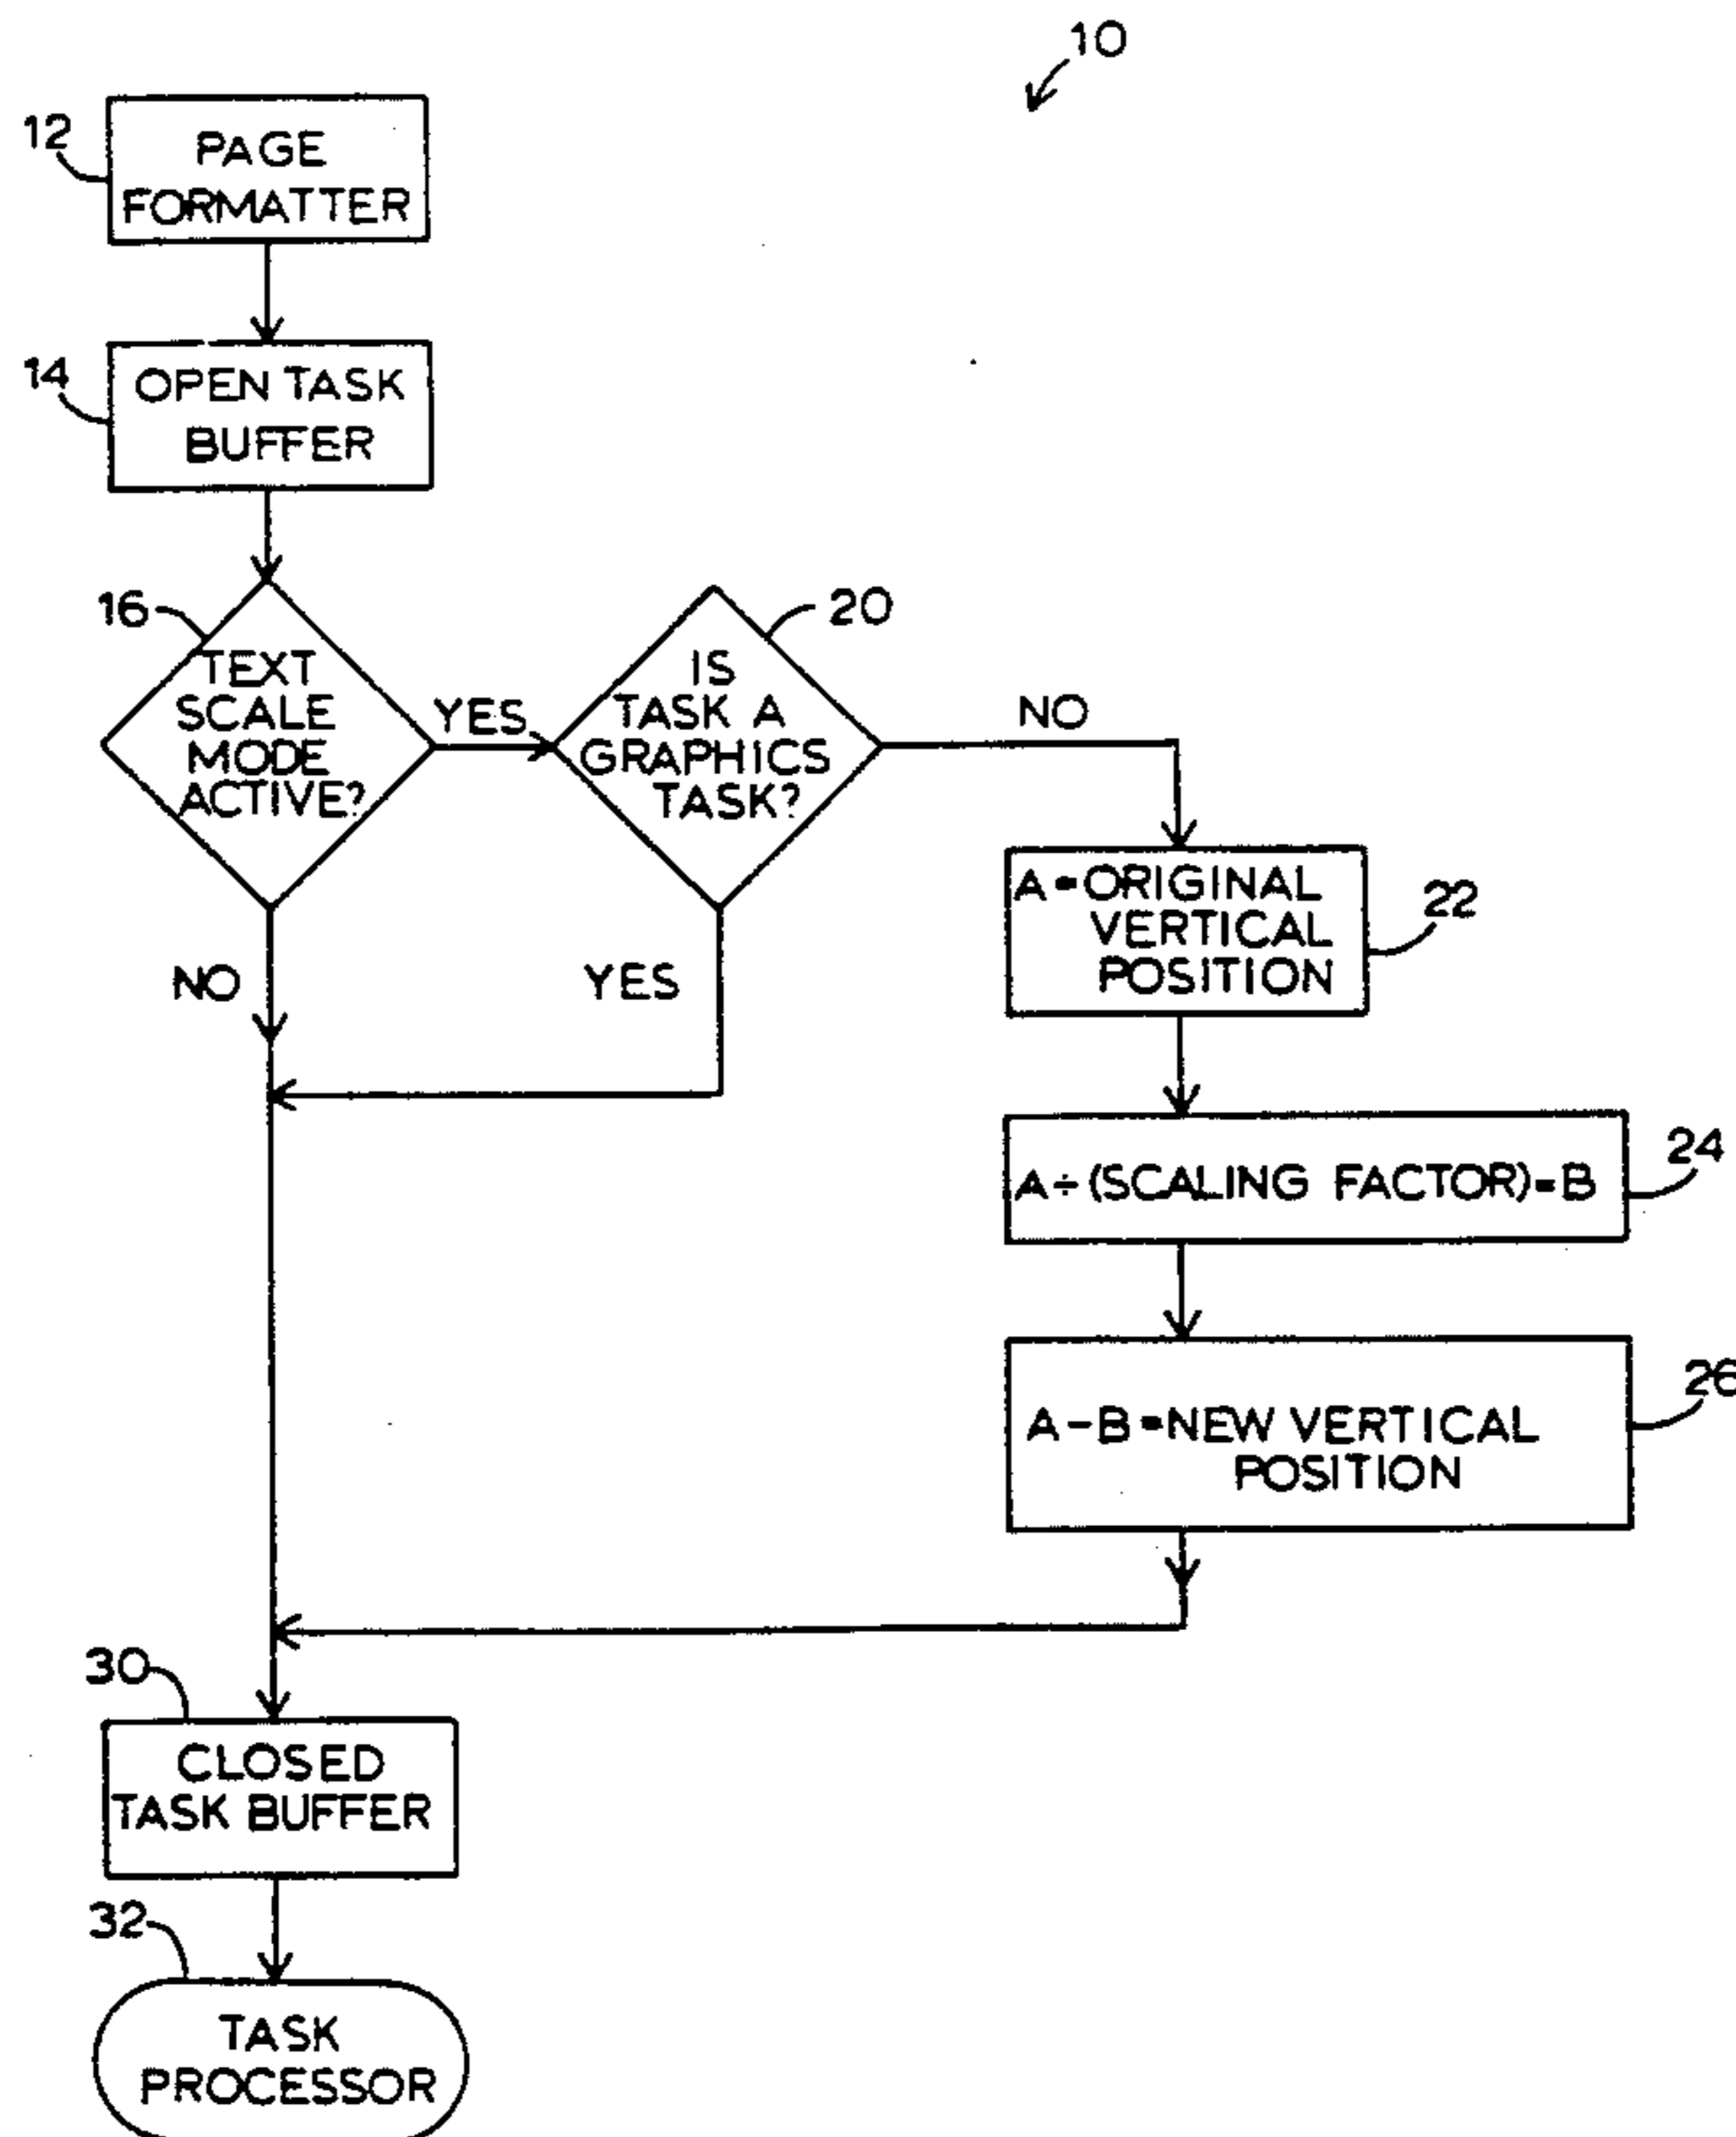 10
12
PAGE
FORMATTER
14
OPEN TASK
BUFFER
16
TEXT
SCALE
MODE
ACTIVE?
YES
NO
20
IS
TASK A
GRAPHICS
TASK?
NO
YES
22
A=ORIGINAL
VERTICAL
POSITION
24
A÷(SCALING FACTOR)=B
26
A-B=NEW VERTICAL
POSITION
30
CLOSED
TASK BUFFER
32
TASK
PROCESSOR